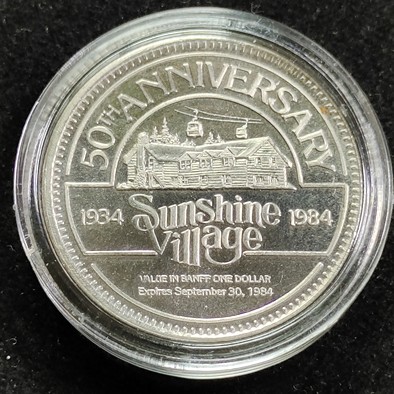 50TH ANNIVERSARY
1934 Sunshine 1984
Village
VALUE IN BANFF ONE DOLLAR
Expires September 30, 1984